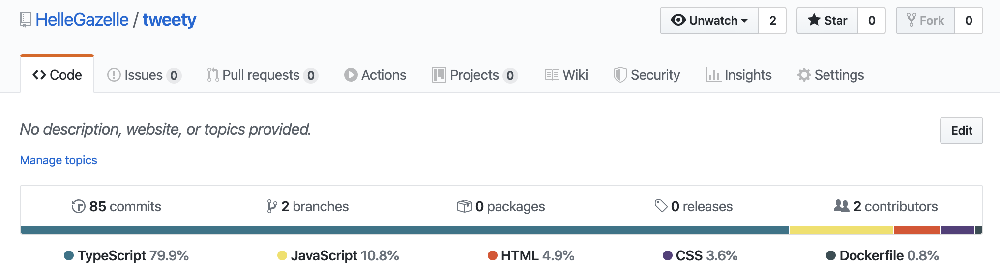 HelleGazelle / tweety
Unwatch 2 Star 0 Fork 0
Code Issues 0 Pull requests 0 Actions Projects 0 Wiki Security Insights Settings
No description, website, or topics provided.
Edit
Manage topics
85 commits 2 branches 0 packages 0 releases 2 contributors
TypeScript 79.9% JavaScript 10.8% HTML 4.9% CSS 3.6% Dockerfile 0.8%